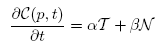 ∂𝒞(p, t)/∂t = α𝒯 + β𝒩